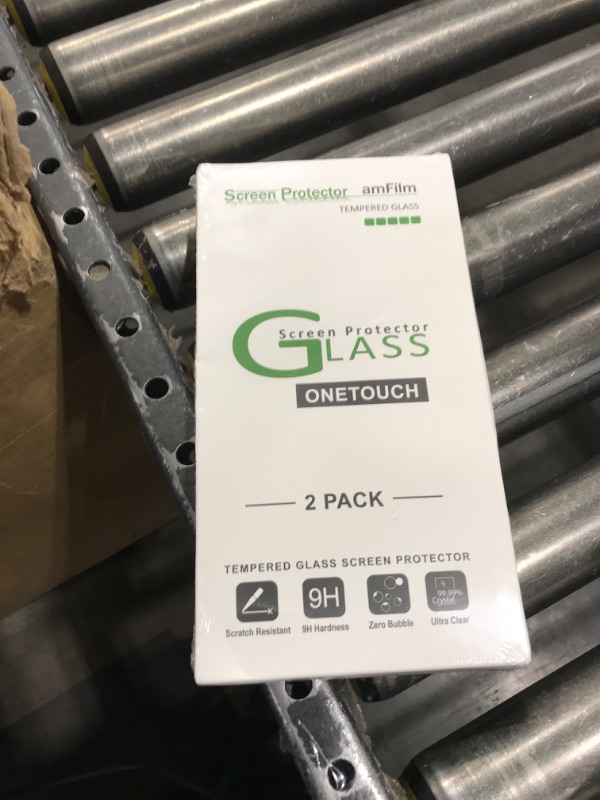 Screen Protector amFilm
TEMPERED GLASS
Screen Protector
GLASS
ONETOUCH
2 PACK
TEMPERED GLASS SCREEN PROTECTOR
9H
99.99%
Crystal
Scratch Resistant 9H Hardness Zero Bubble Ultra Clear